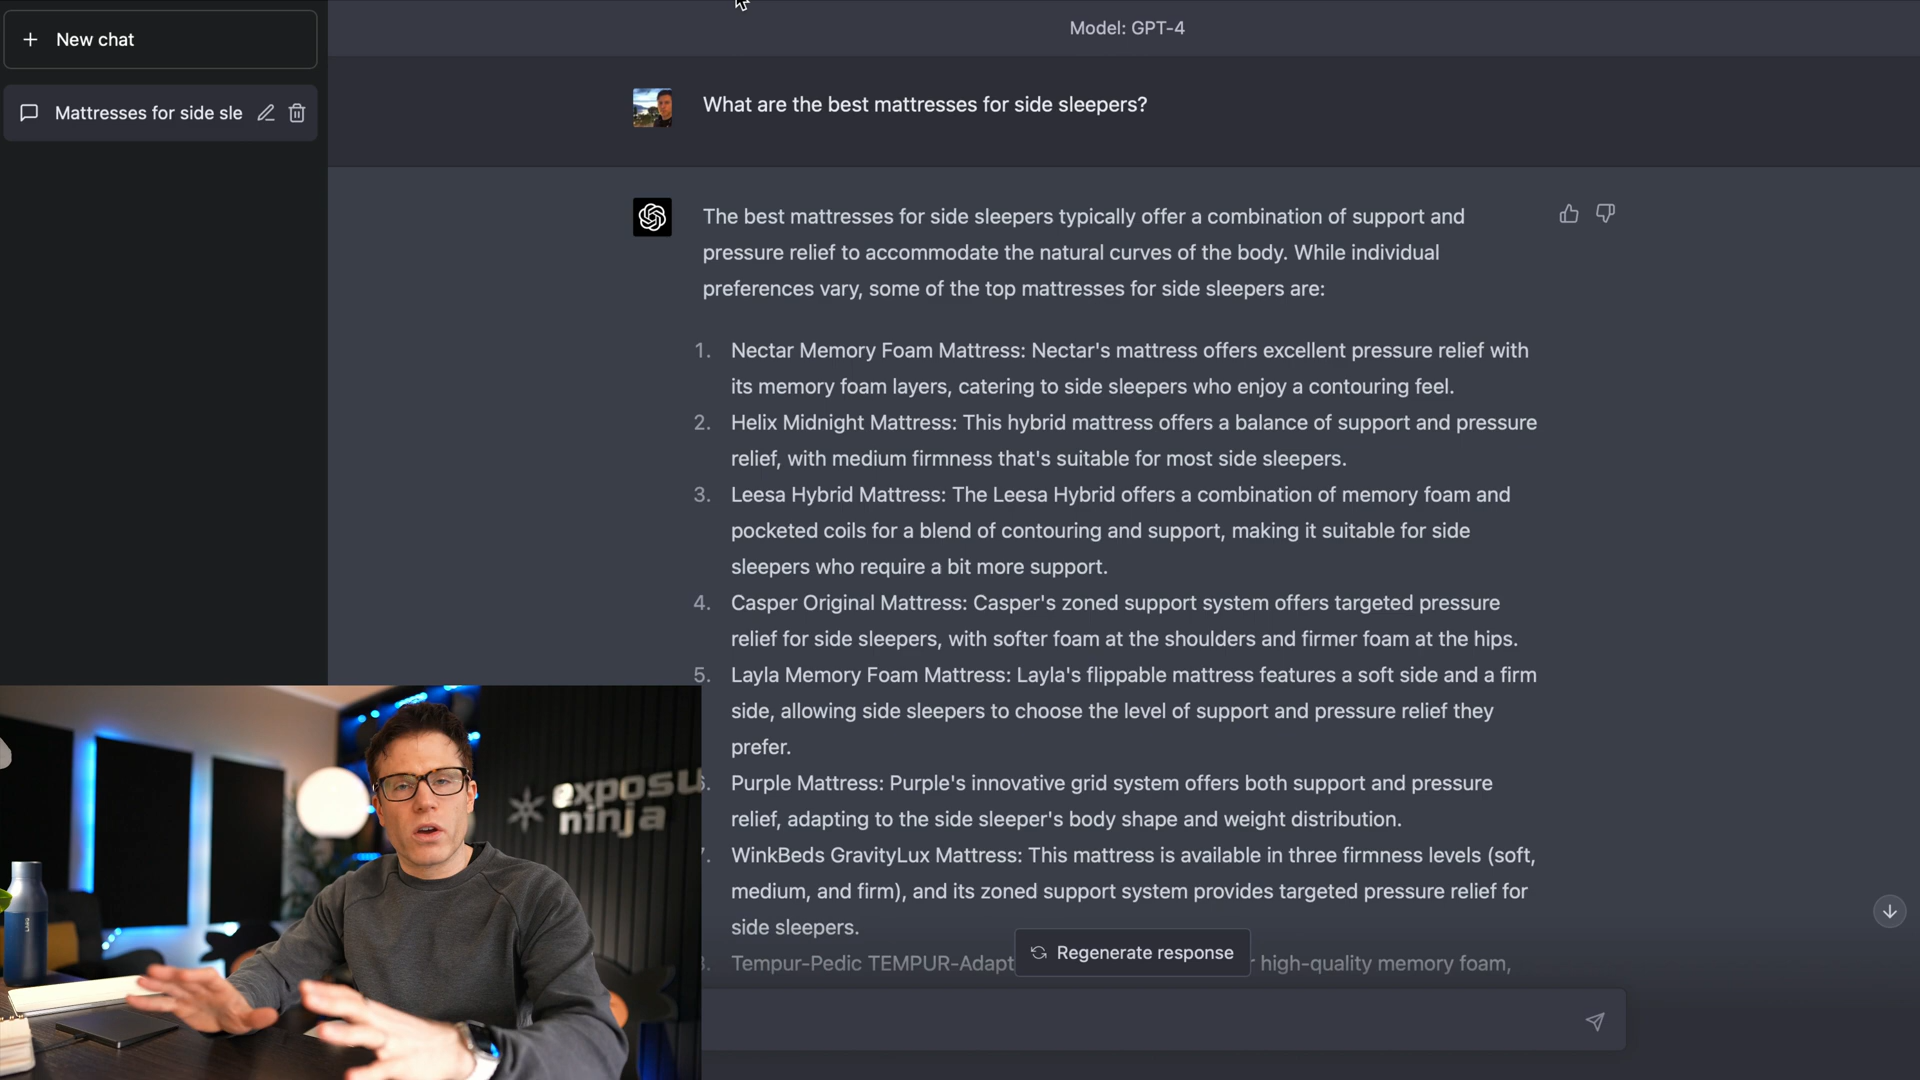 New chat
Mattresses for side sle
Model: GPT-4
What are the best mattresses for side sleepers?
The best mattresses for side sleepers typically offer a combination of support and
pressure relief to accommodate the natural curves of the body. While individual
preferences vary, some of the top mattresses for side sleepers are:
1. Nectar Memory Foam Mattress: Nectar's mattress offers excellent pressure relief with
its memory foam layers, catering to side sleepers who enjoy a contouring feel.
2. Helix Midnight Mattress: This hybrid mattress offers a balance of support and pressure
relief, with medium firmness that's suitable for most side sleepers.
3. Leesa Hybrid Mattress: The Leesa Hybrid offers a combination of memory foam and
pocketed coils for a blend of contouring and support, making it suitable for side
sleepers who require a bit more support.
4. Casper Original Mattress: Casper's zoned support system offers targeted pressure
relief for side sleepers, with softer foam at the shoulders and firmer foam at the hips.
5. Layla Memory Foam Mattress: Layla's flippable mattress features a soft side and a firm
side, allowing side sleepers to choose the level of support and pressure relief they
prefer.
Purple Mattress: Purple's innovative grid system offers both support and pressure
relief, adapting to the side sleeper's body shape and weight distribution.
WinkBeds GravityLux Mattress: This mattress is available in three firmness levels (soft,
medium, and firm), and its zoned support system provides targeted pressure relief for
side sleepers.
Tempur-Pedic TEMPUR-Adapt high-quality memory foam,
Regenerate response
exposu
ninja